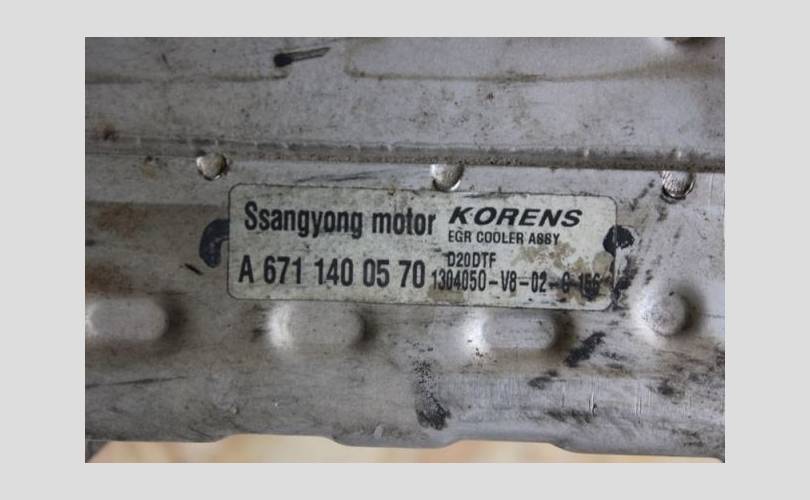 Ssangyong motor KORENS
EGR COOLER ASSY
D20DTF
A 671 140 05 70 1304050-V8-02-